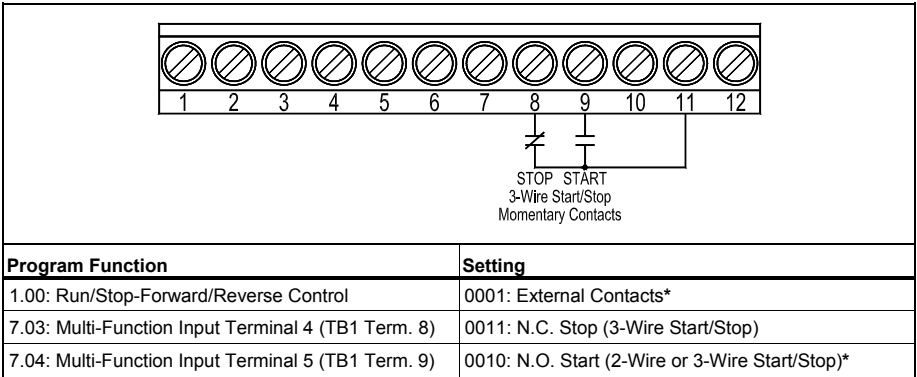 1 2 3 4 5 6 7 8 9 10 11 12
STOP START
3-Wire Start/Stop
Momentary Contacts
Program Function Setting
1.00: Run/Stop-Forward/Reverse Control 0001: External Contacts*
7.03: Multi-Function Input Terminal 4 (TB1 Term. 8) 0011: N.C. Stop (3-Wire Start/Stop)
7.04: Multi-Function Input Terminal 5 (TB1 Term. 9) 0010: N.O. Start (2-Wire or 3-Wire Start/Stop)*